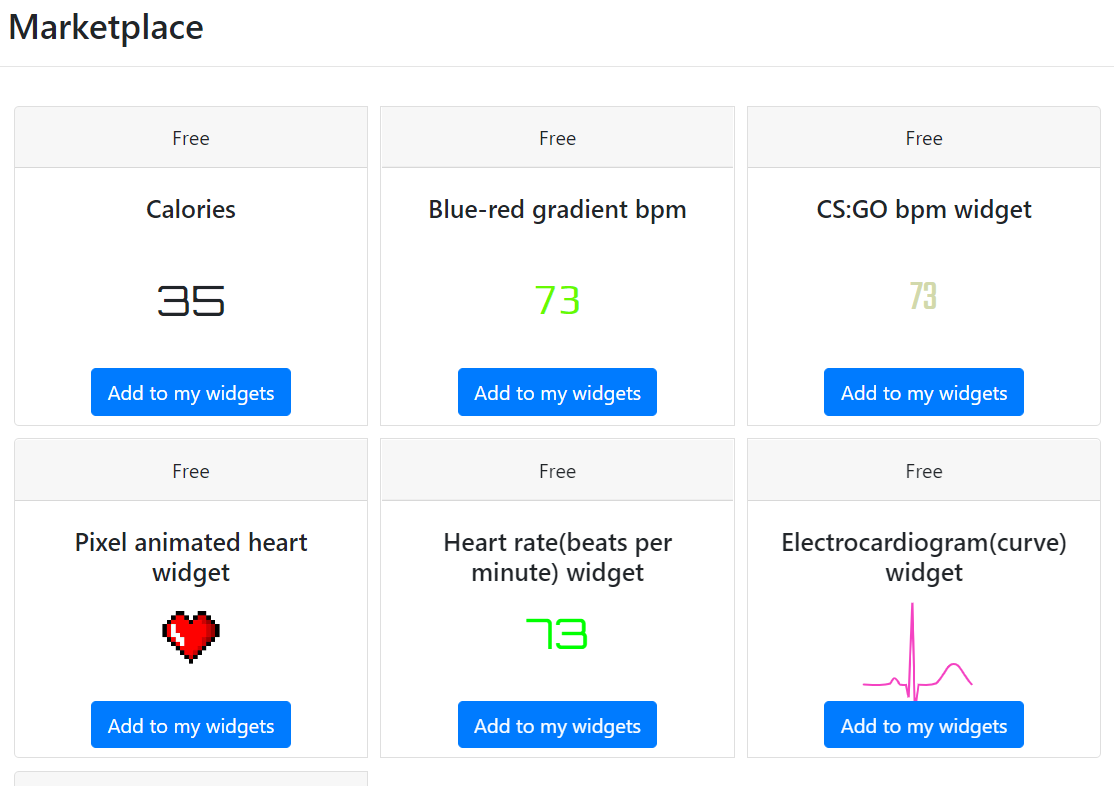 Marketplace
Free
Free
Free
Calories
Blue-red gradient bpm
CS:GO bpm widget
35
73
73
Add to my widgets
Add to my widgets
Add to my widgets
Free
Free
Free
Pixel animated heart
widget
Heart rate(beats per
minute) widget
Electrocardiogram(curve)
widget
73
Add to my widgets
Add to my widgets
Add to my widgets